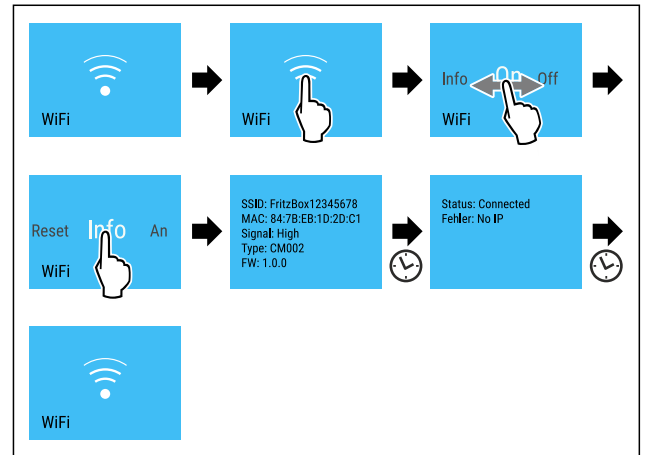 WiFi
WiFi
Info On Off
WiFi
Reset Info An
WiFi
SSID: FritzBox12345678
MAC: 84:7B:EB:1D:2D:C1
Signal: High
Type: CM002
FW: 1.0.0
Status: Connected
Fehler: No IP
WiFi